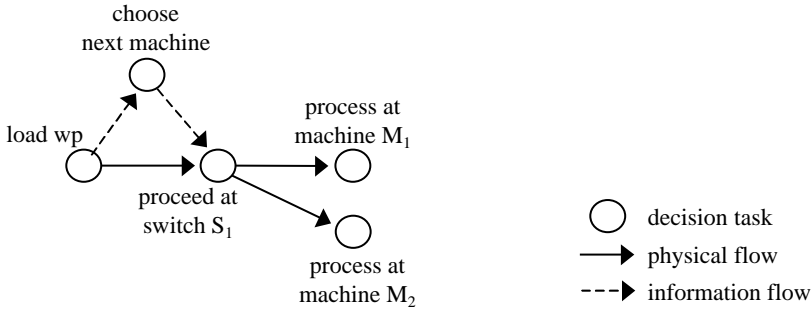 choose
next machine
load wp
process at
machine M₁
proceed at
switch S₁
process at
machine M₂
decision task
physical flow
information flow